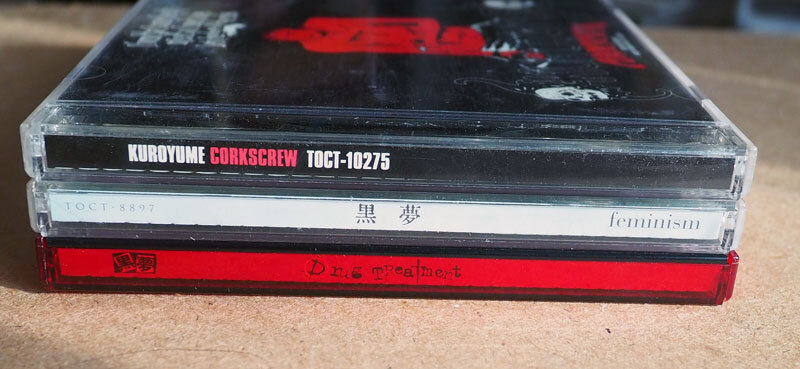 KUROYUME CORKSCREW TOCT-10275
TOCT-8897 黒夢 feminism
黒夢 Drug TReatment